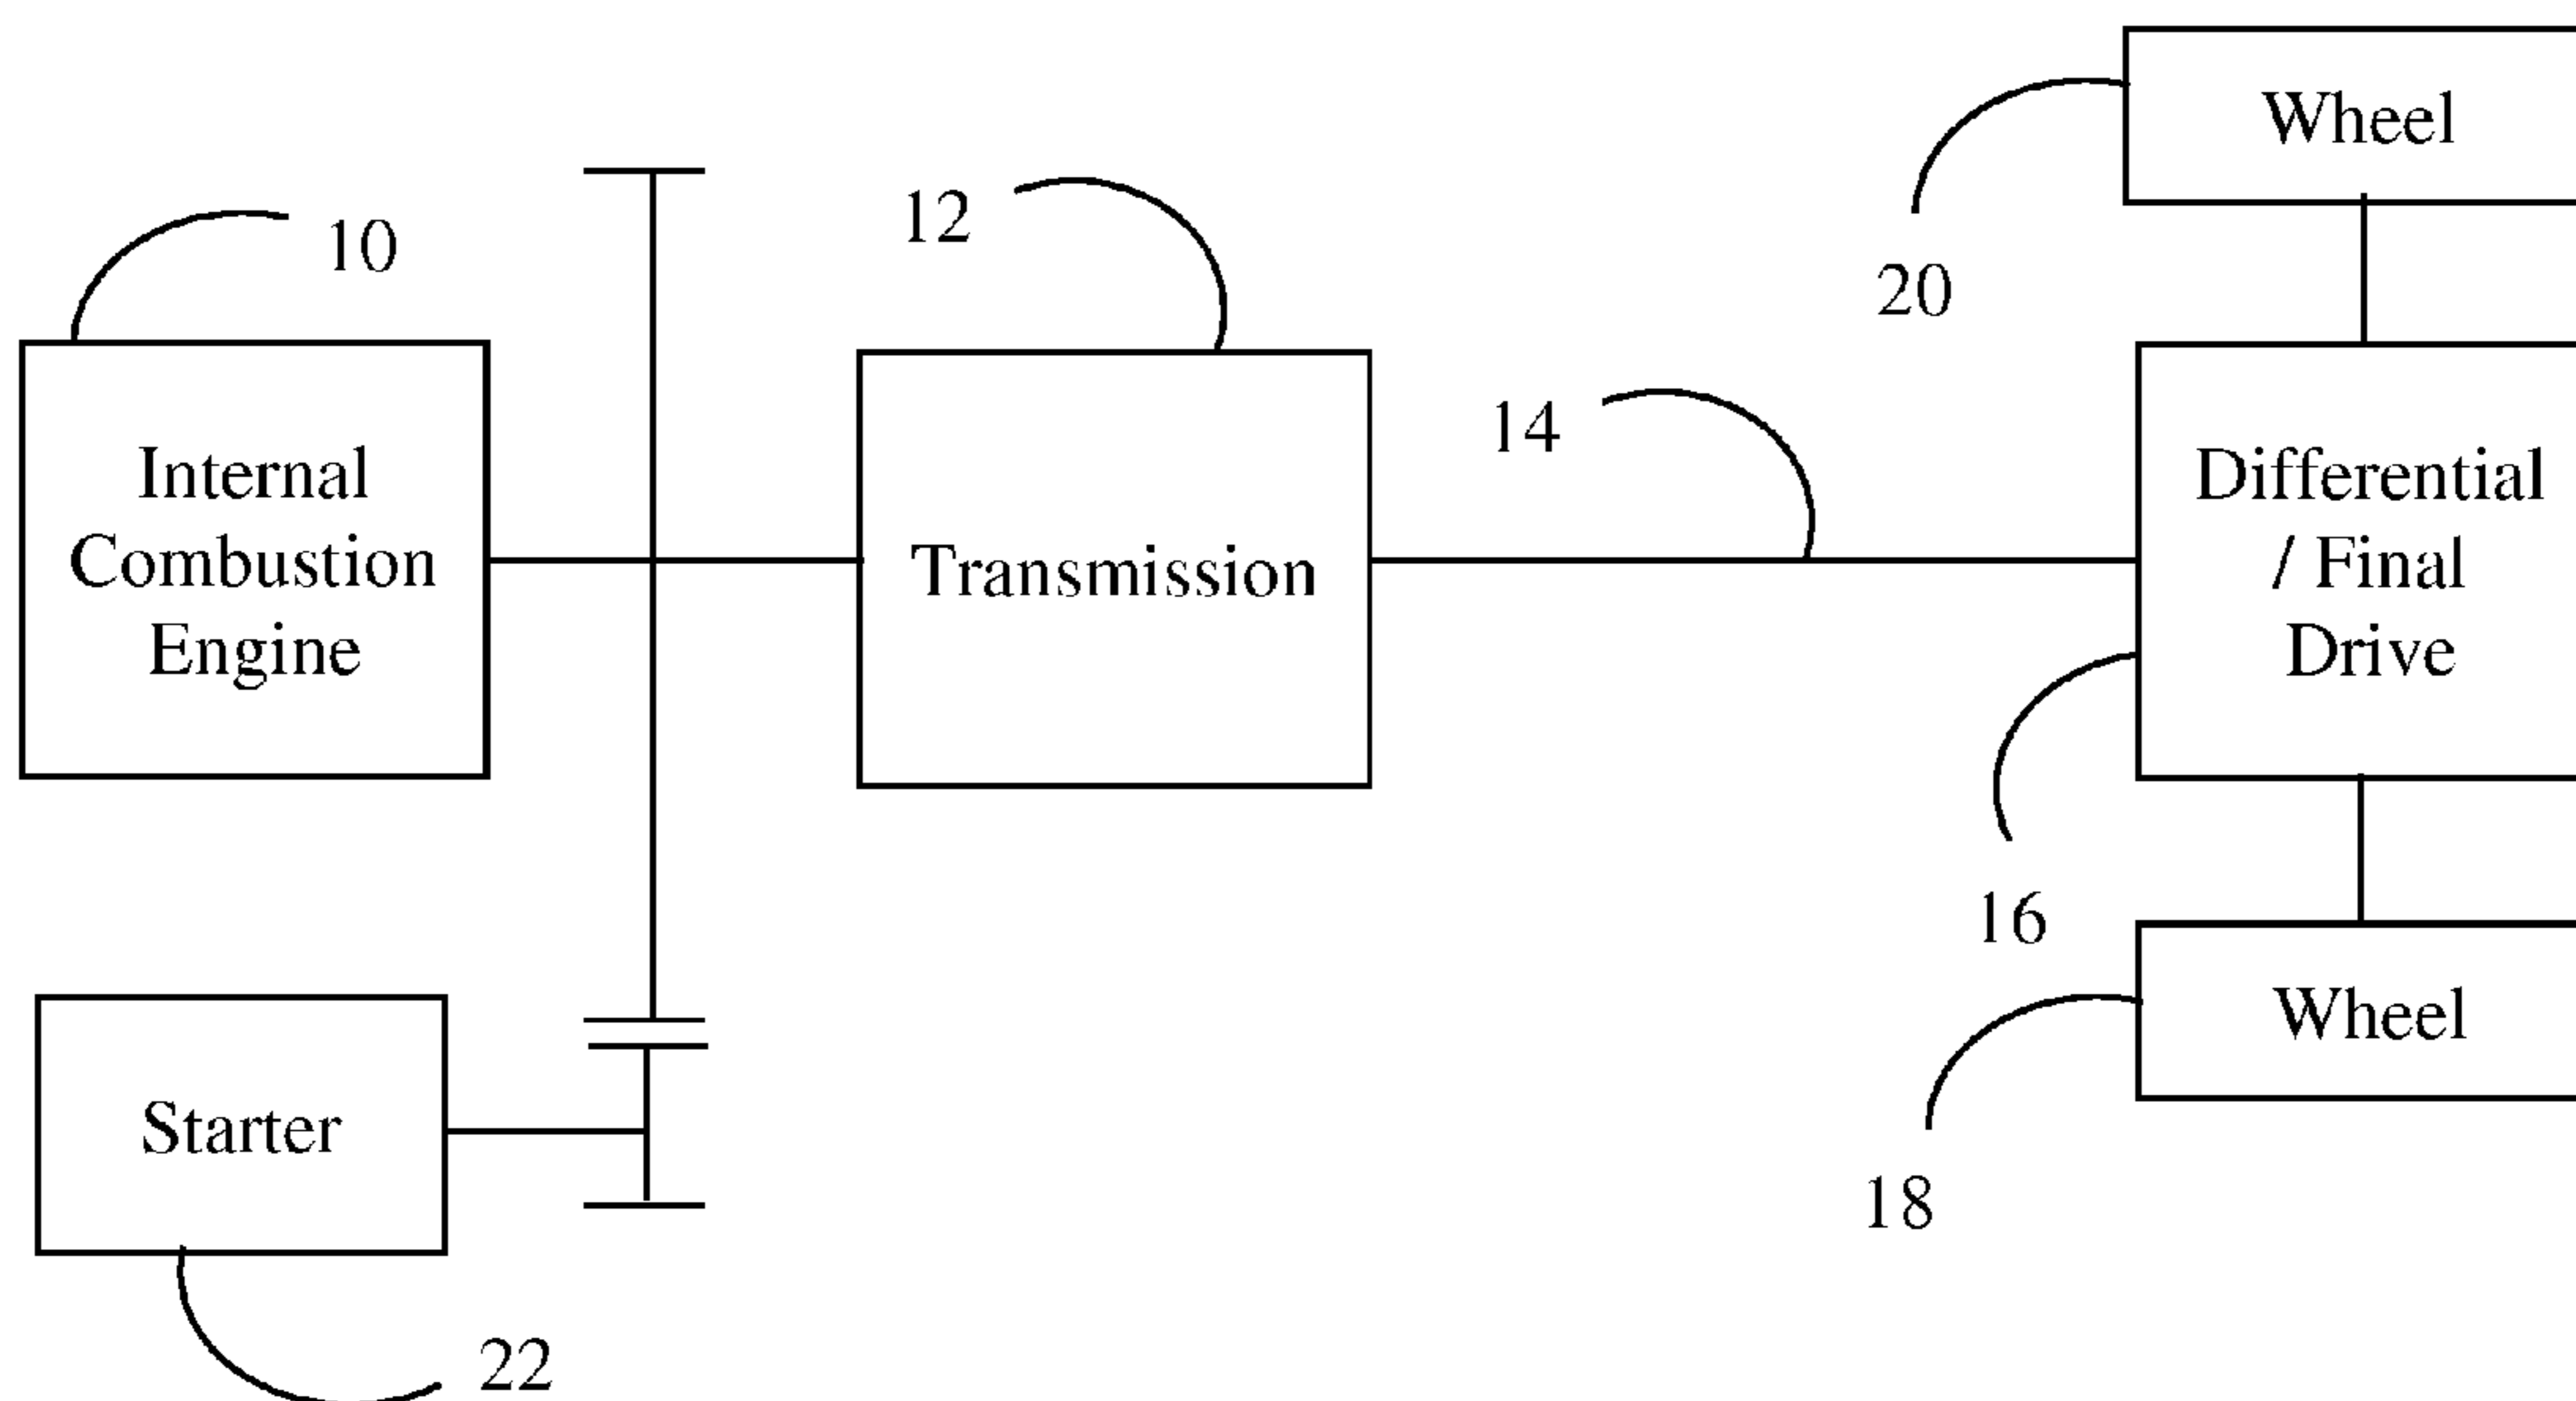 Wheel
12
10
20
14
Internal
Combustion
Engine
Transmission
Differential
/ Final
Drive
16
Wheel
Starter
18
22